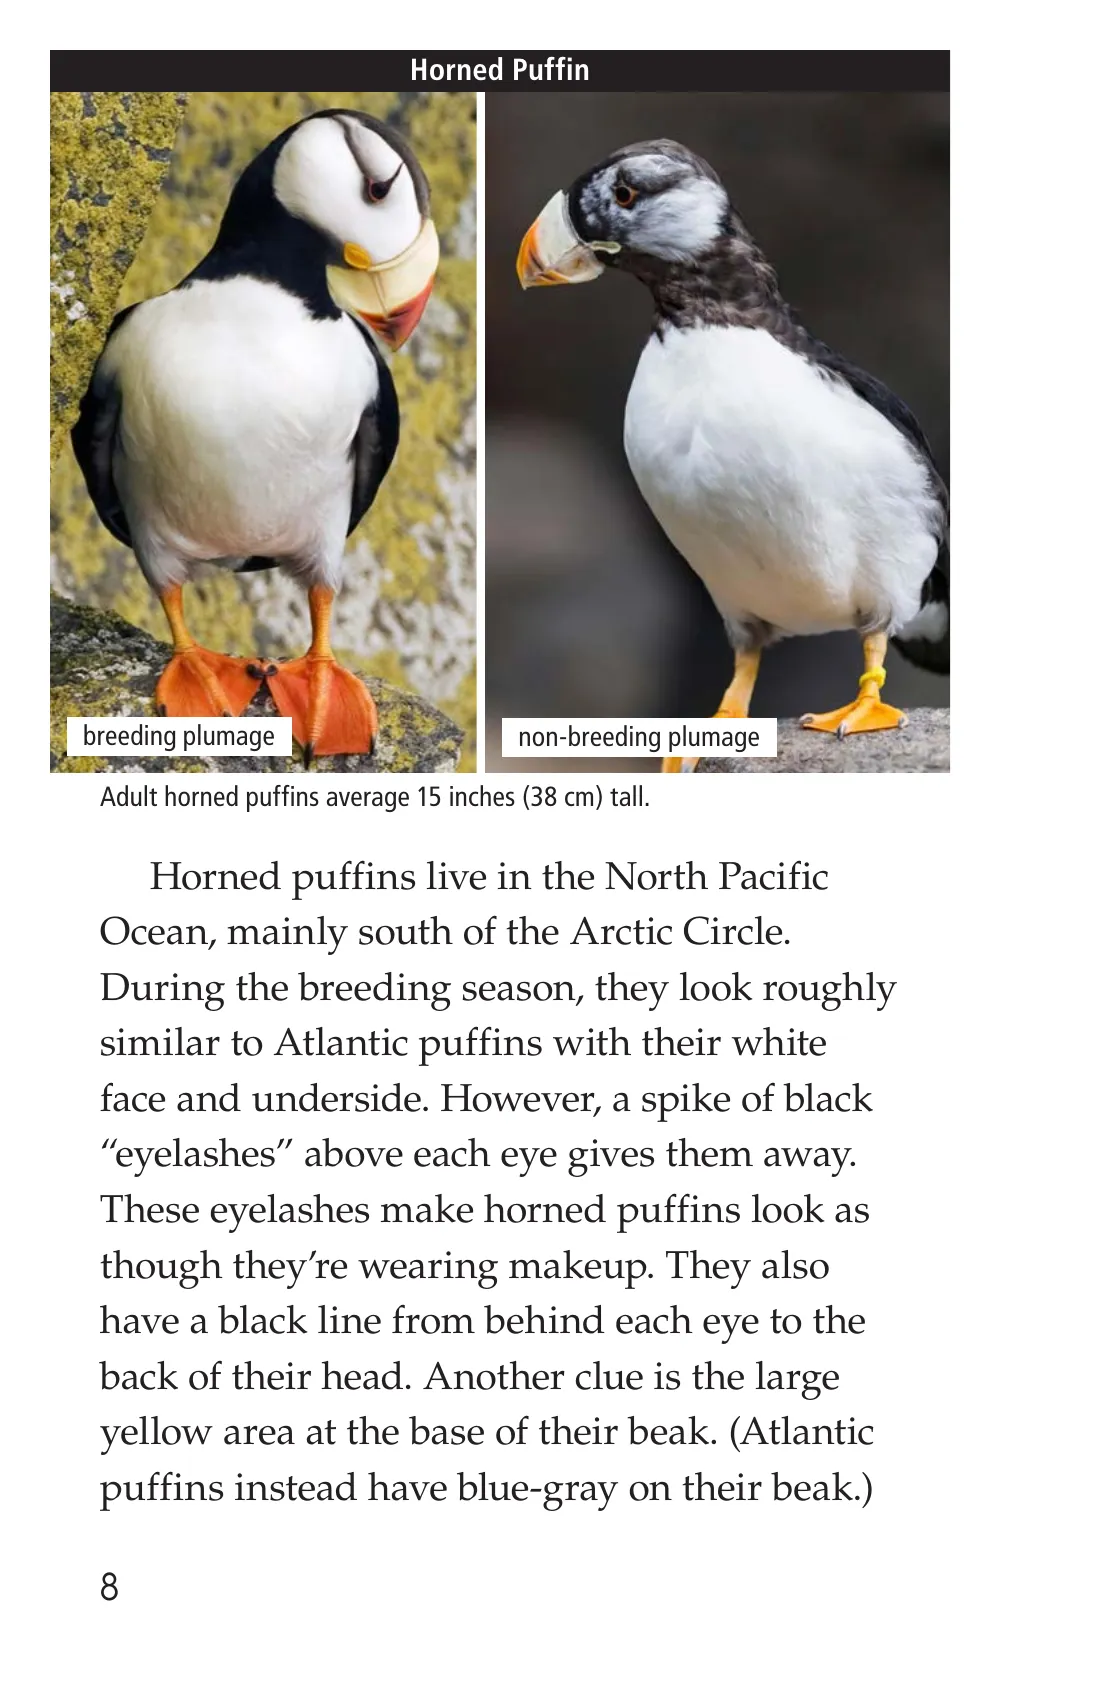 Horned Puffin
breeding plumage
non-breeding plumage
Adult horned puffins average 15 inches (38 cm) tall.
Horned puffins live in the North Pacific
Ocean, mainly south of the Arctic Circle.
During the breeding season, they look roughly
similar to Atlantic puffins with their white
face and underside. However, a spike of black
“eyelashes” above each eye gives them away.
These eyelashes make horned puffins look as
though they’re wearing makeup. They also
have a black line from behind each eye to the
back of their head. Another clue is the large
yellow area at the base of their beak. (Atlantic
puffins instead have blue-gray on their beak.)
8